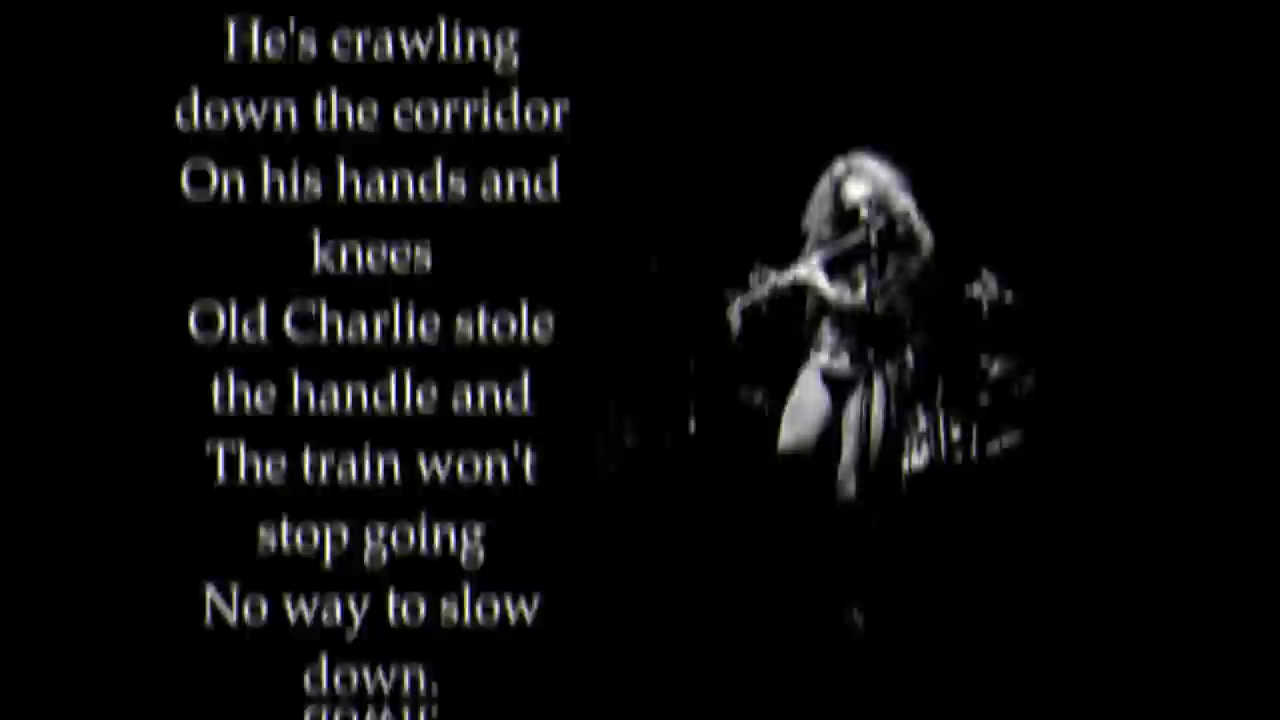 He's crawling
down the corridor
On his hands and
knees
Old Charlie stole
the handle and
The train won't
stop going
No way to slow
down.